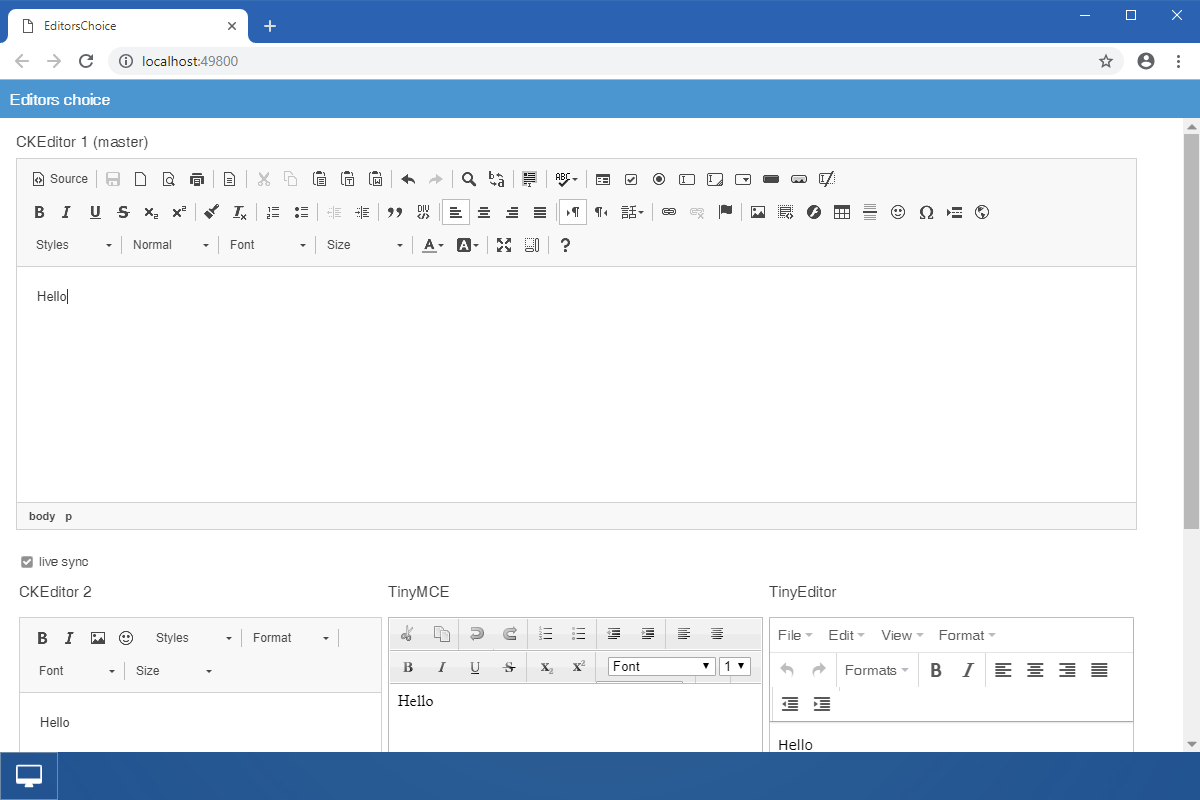 EditorsChoice
localhost:49800
Editors choice
CKEditor 1 (master)
Source
Styles Normal Font Size
Hello
body p
live sync
CKEditor 2 TinyMCE TinyEditor
Styles Format
Font Size
Hello
Font 1
Hello
File Edit View Format
Formats
Hello